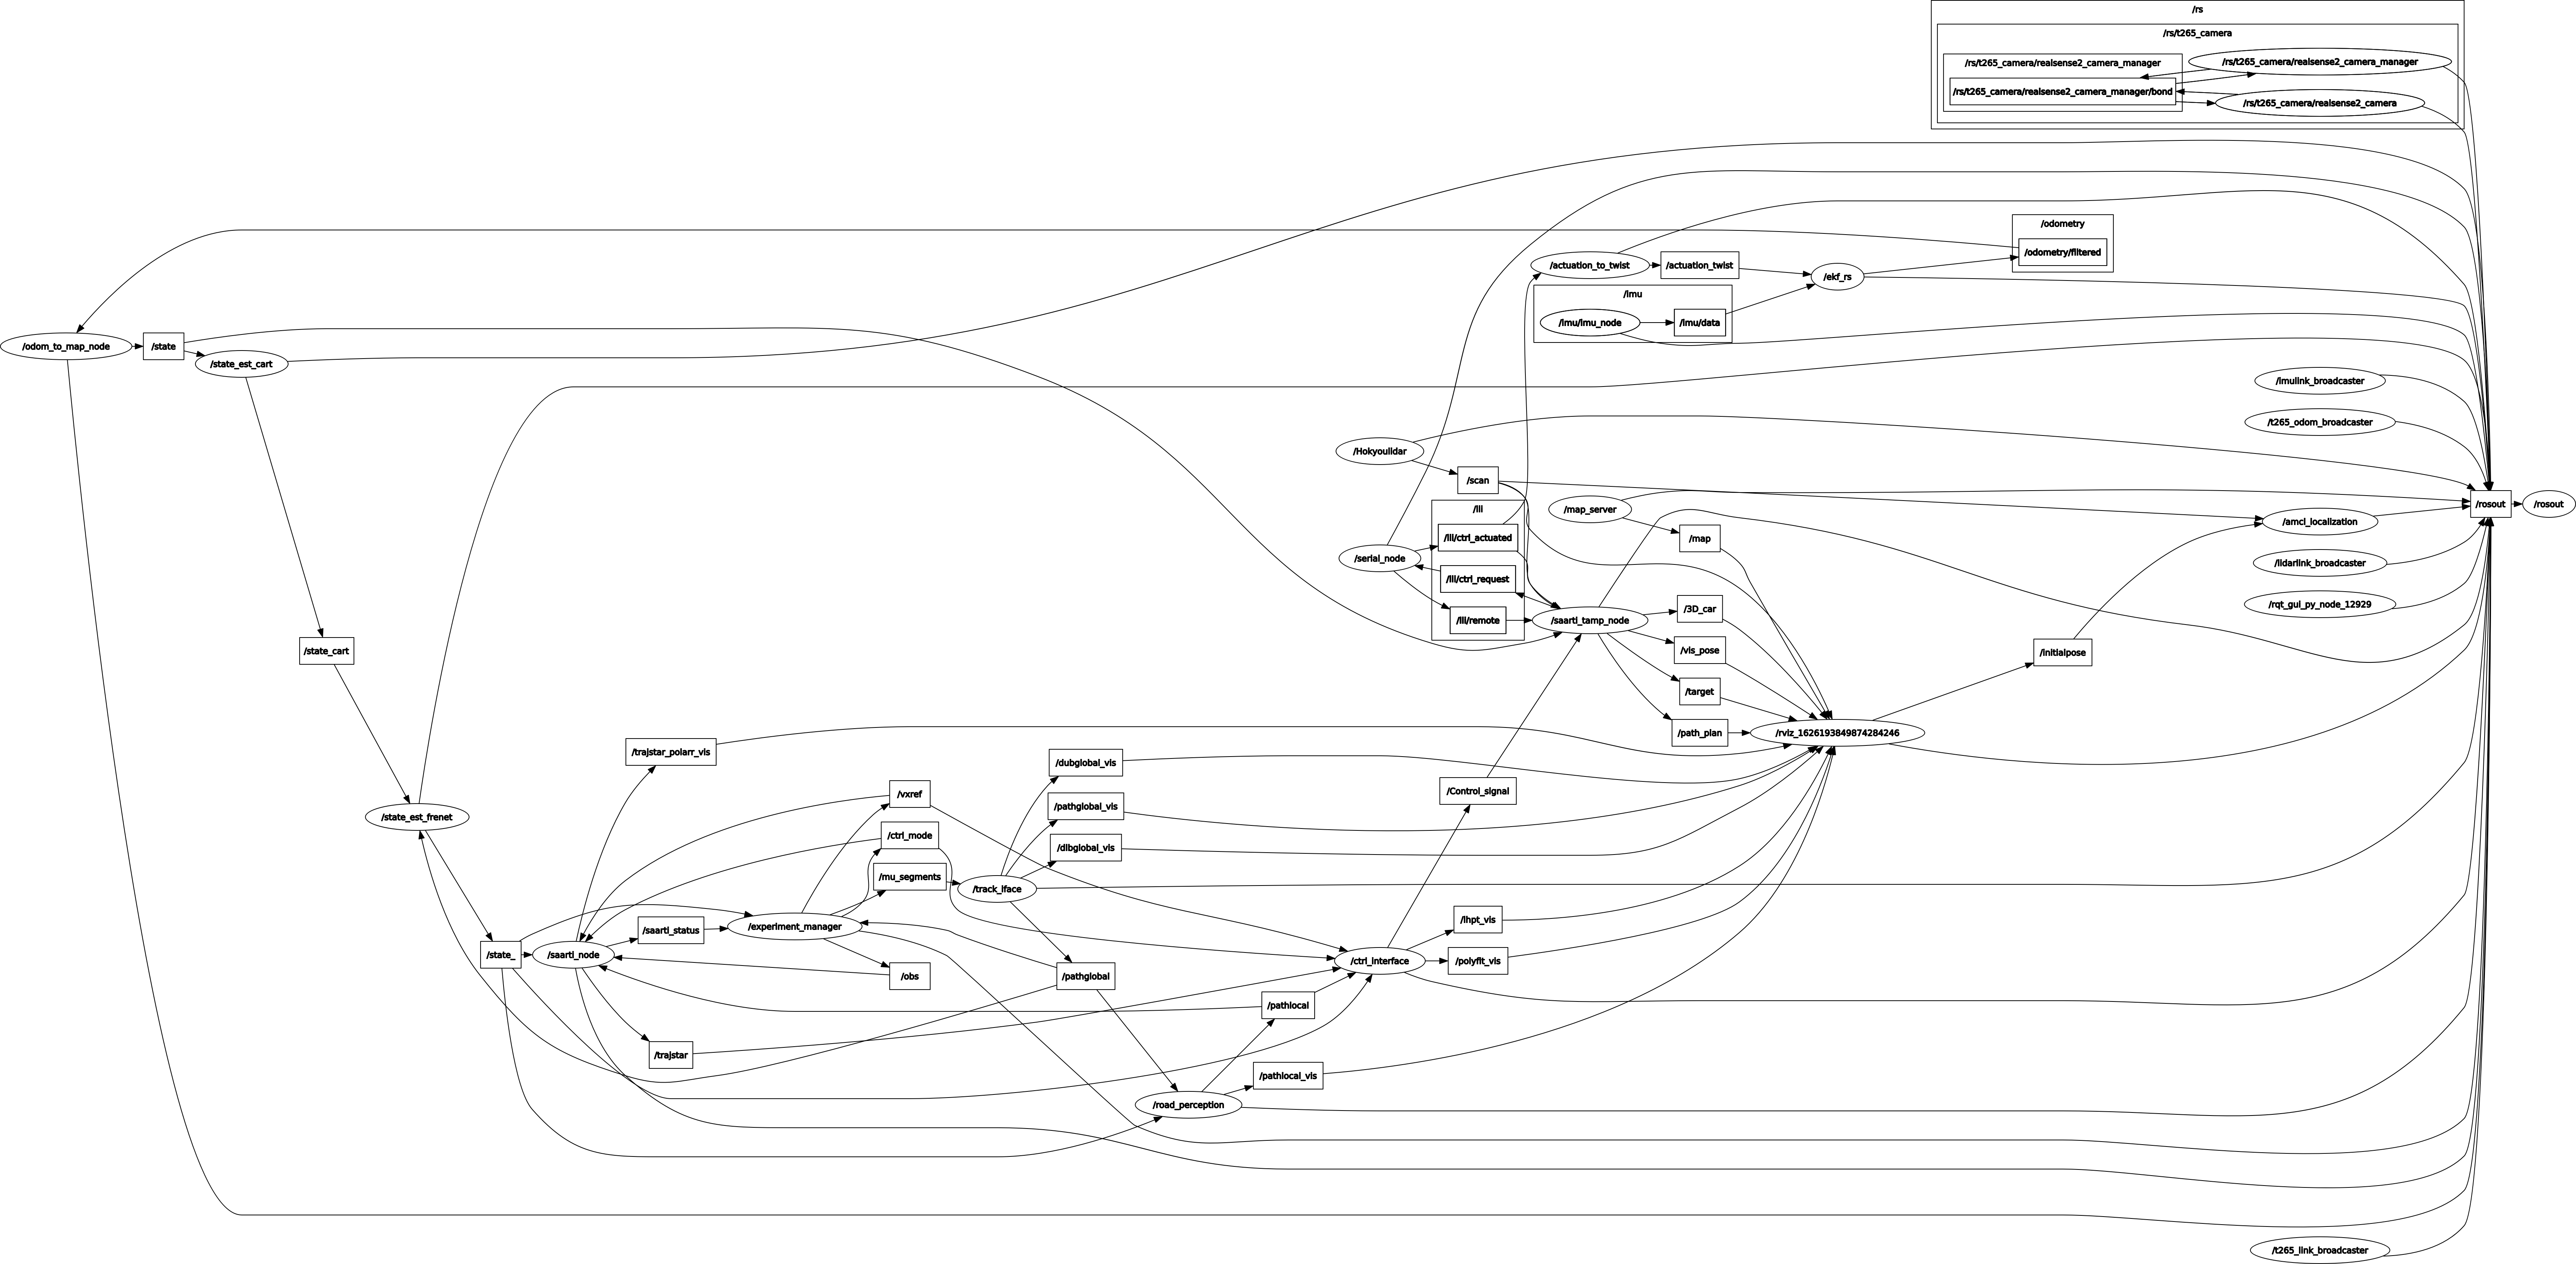 /rs
/rs/t265_camera
/rs/t265_camera/realsense2_camera_manager
/rs/t265_camera/realsense2_camera_manager
/rs/t265_camera/realsense2_camera_manager/bond
/rs/t265_camera/realsense2_camera
/odometry
/odometry/filtered
/actuation_to_twist
/actuation_twist
/ekf_rs
/imu
/imu/imu_node
/imu/data
/odom_to_map_node
/state
/state_est_cart
/imulink_broadcaster
/t265_odom_broadcaster
/Hokyoulidar
/scan
/lli
/map_server
/rosout
/rosout
/amcl_localization
/lli/ctrl_actuated
/map
/serial_node
/lidarlink_broadcaster
/lli/ctrl_request
/rqt_gui_py_node_12929
/3D_car
/lli/remote
/saarti_tamp_node
/vis_pose
/initialpose
/state_cart
/target
/path_plan
/rviz_1626193849874284246
/trajstar_polarr_vis
/dubglobal_vis
/vxref
/Control_signal
/pathglobal_vis
/state_est_frenet
/ctrl_mode
/dlbglobal_vis
/mu_segments
/track_iface
/lhpt_vis
/saarti_status
/experiment_manager
/state_
/saarti_node
/ctrl_interface
/polyfit_vis
/obs
/pathglobal
/pathlocal
/trajstar
/pathlocal_vis
/road_perception
/t265_link_broadcaster